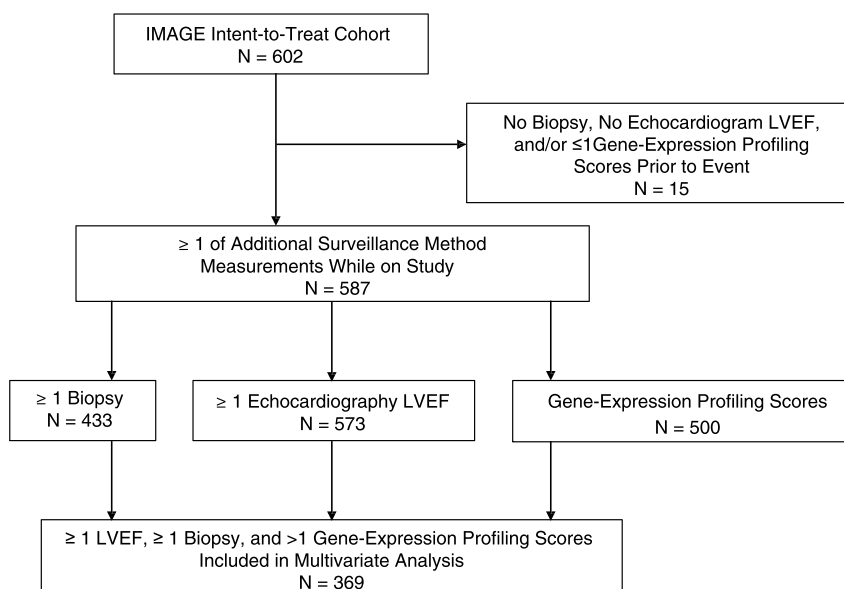 IMAGE Intent-to-Treat Cohort
N = 602
No Biopsy, No Echocardiogram LVEF,
and/or ≤1Gene-Expression Profiling
Scores Prior to Event
N = 15
≥ 1 of Additional Surveillance Method
Measurements While on Study
N = 587
≥ 1 Biopsy
N = 433
≥ 1 Echocardiography LVEF
N = 573
Gene-Expression Profiling Scores
N = 500
≥ 1 LVEF, ≥ 1 Biopsy, and >1 Gene-Expression Profiling Scores
Included in Multivariate Analysis
N = 369